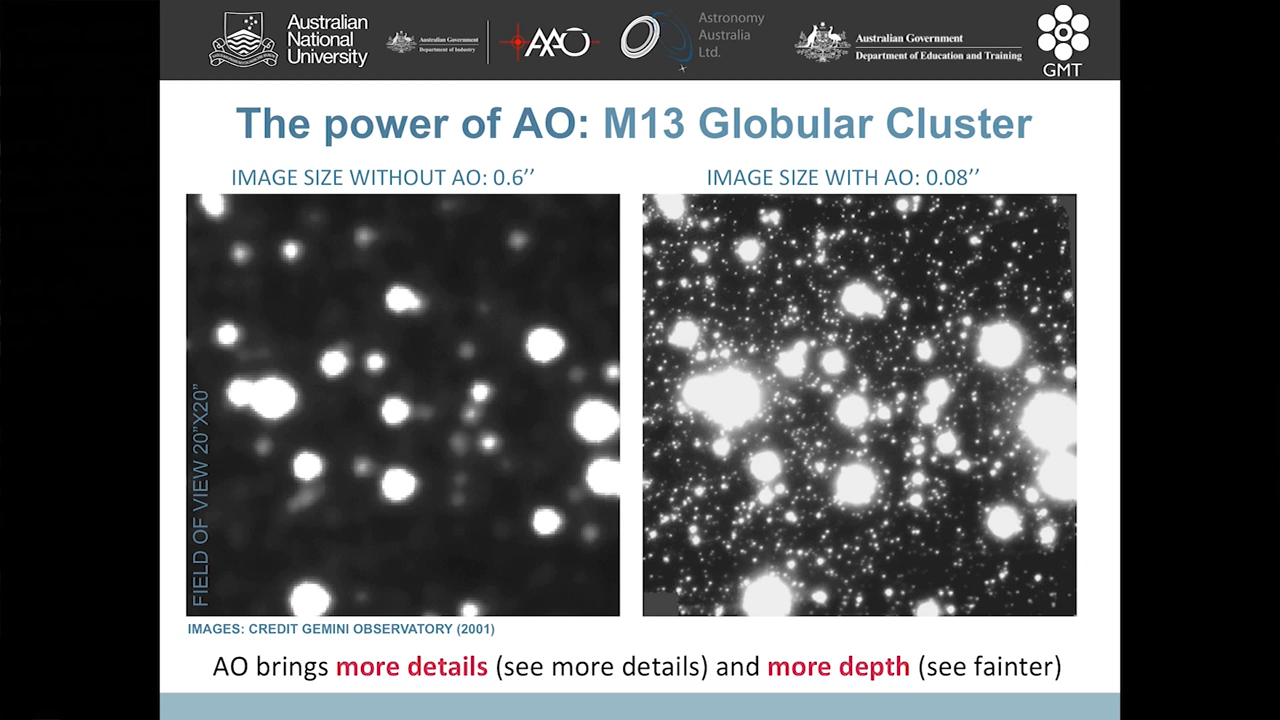 Australian
National
University
Australian Government
Department of Industry
AAO
Astronomy
Australia
Ltd.
Australian Government
Department of Education and Training
GMT
The power of AO: M13 Globular Cluster
IMAGE SIZE WITHOUT AO: 0.6’’
IMAGE SIZE WITH AO: 0.08’’
FIELD OF VIEW 20”X20”
IMAGES: CREDIT GEMINI OBSERVATORY (2001)
AO brings more details (see more details) and more depth (see fainter)